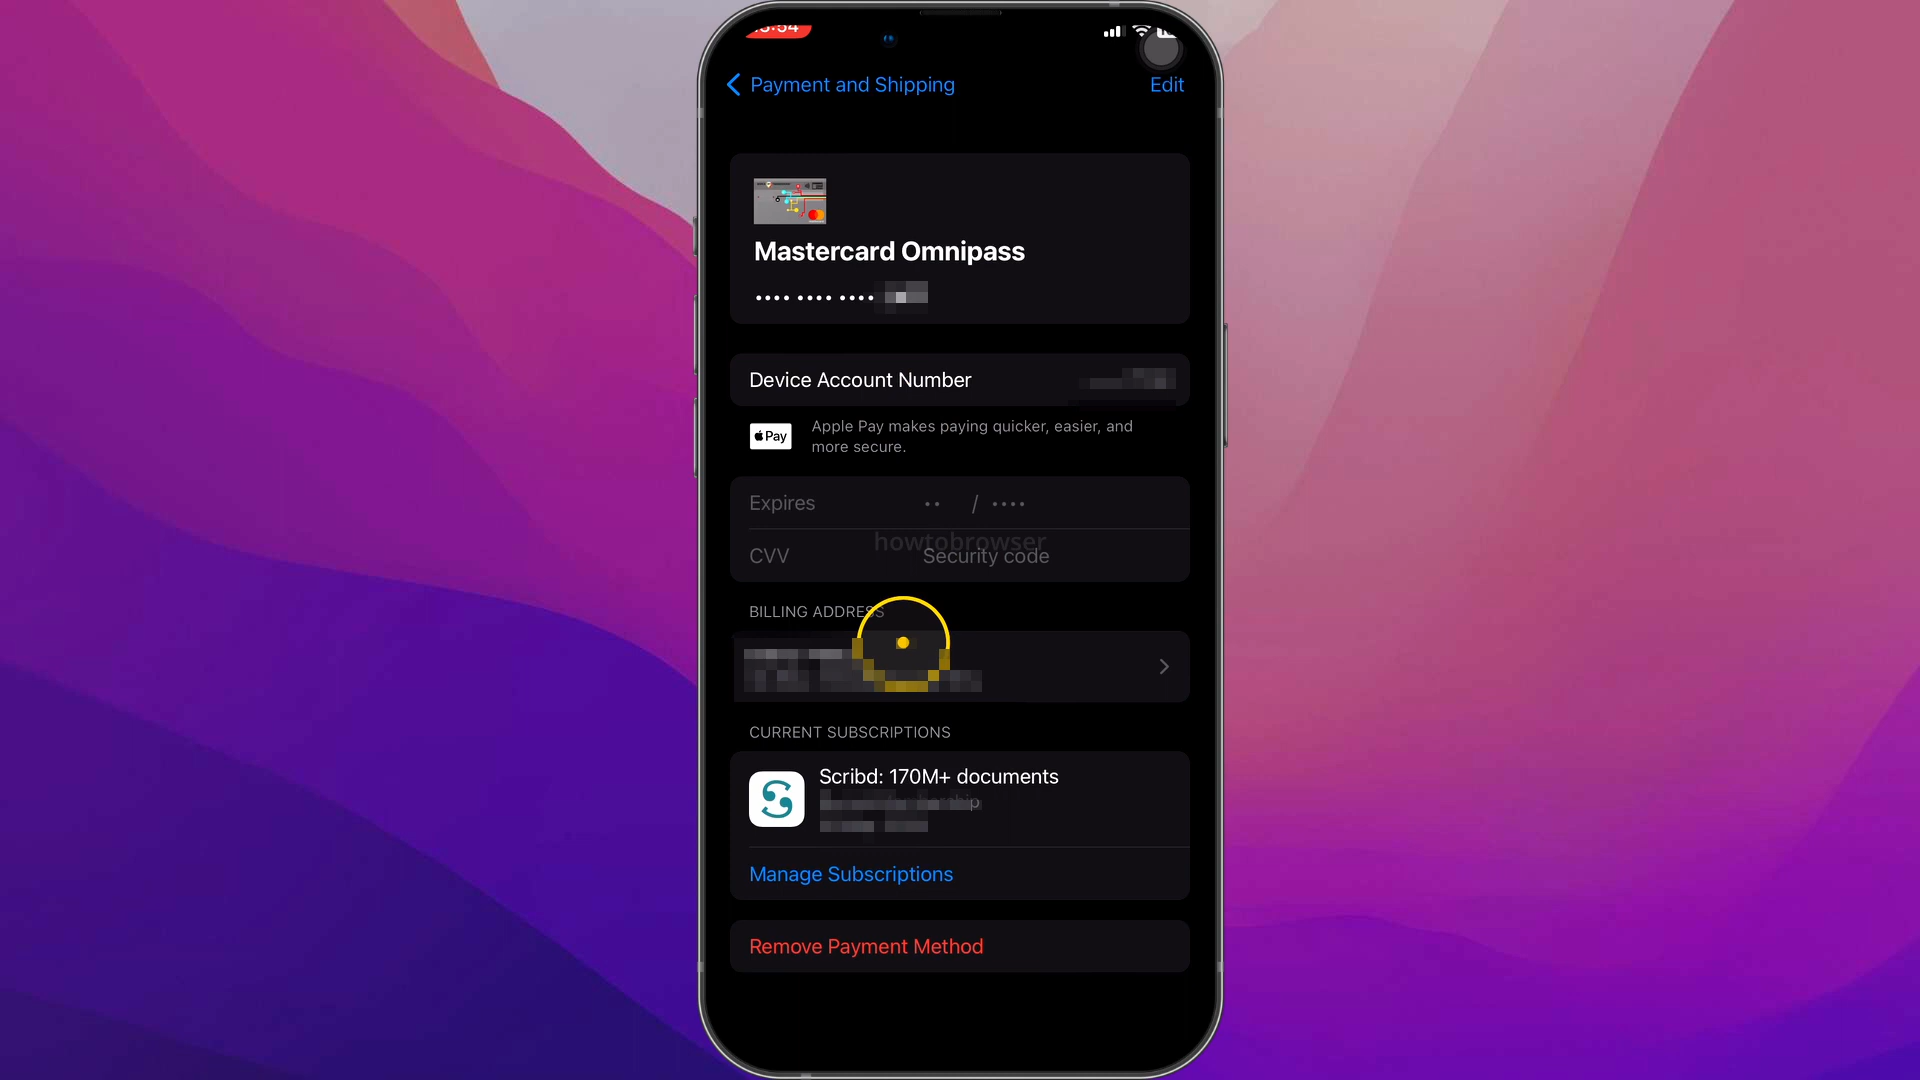 Payment and Shipping
Edit
Mastercard Omnipass
•••• •••• ••••
Device Account Number
Pay
Apple Pay makes paying quicker, easier, and
more secure.
Expires •• / ••••
howtobrowser
CVV Security code
BILLING ADDRESS
CURRENT SUBSCRIPTIONS
Scribd: 170M+ documents
Manage Subscriptions
Remove Payment Method